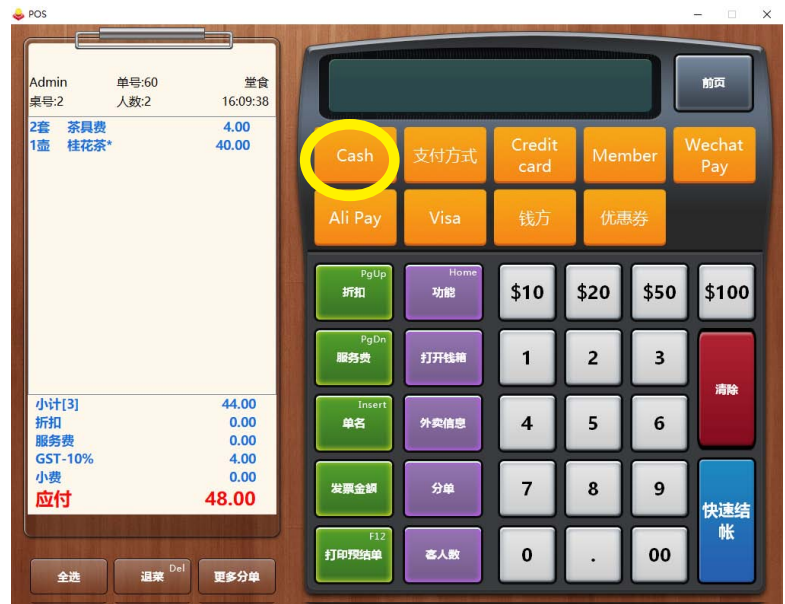 POS
Admin 单号:60 堂食
桌号:2 人数:2 16:09:38
2套 茶具费 4.00
1壶 桂花茶* 40.00
小计[3] 44.00
折扣 0.00
服务费 0.00
GST-10% 4.00
小费 0.00
应付 48.00
全选 退菜 Del 更多分单
前页
Cash 支付方式 Credit card Member Wechat Pay
Ali Pay Visa 钱方 优惠券
PgUp 折扣 Home 功能 $10 $20 $50 $100
PgDn 服务费 打开钱箱 1 2 3 清除
Insert 单名 外卖信息 4 5 6
发票金额 分单 7 8 9 快速结帐
F12 打印预结单 客人数 0 . 00